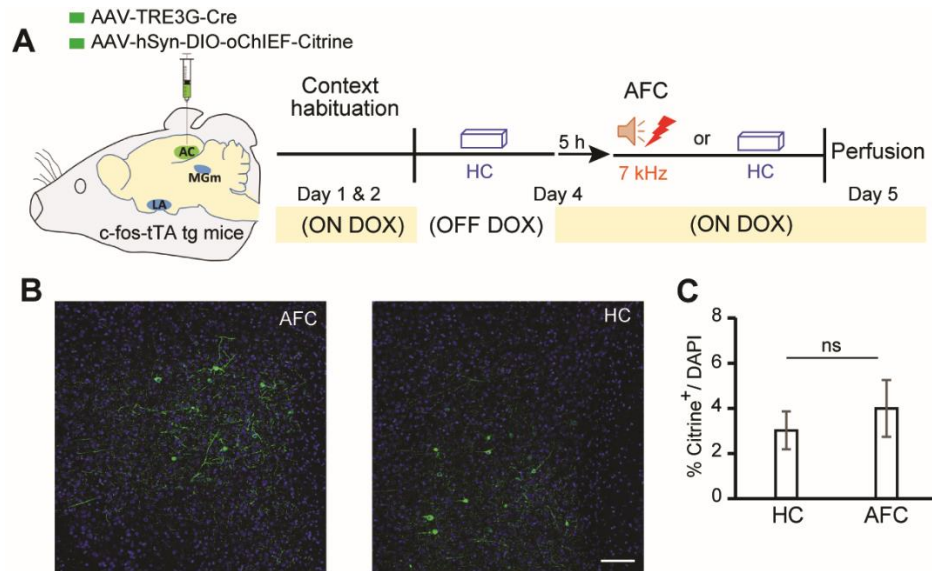 AAV-TRE3G-Cre
AAV-hSyn-DIO-oChIEF-Citrine
A
AC
MGm
LA
c-fos-tTA tg mice
Context
habituation
HC
5 h
AFC
7 kHz
or
HC
Perfusion
Day 1 & 2
Day 4
Day 5
(ON DOX)
(OFF DOX)
(ON DOX)
B
AFC
HC
C
% Citrine+/ DAPI
8
6
4
2
0
ns
HC
AFC